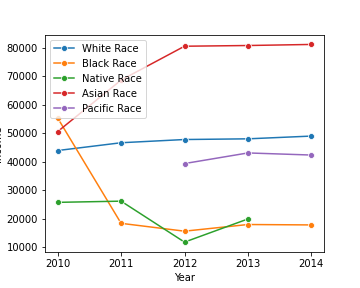 80000
70000
60000
50000
40000
30000
20000
10000
White Race
Black Race
Native Race
Asian Race
Pacific Race
2010 2011 2012 2013 2014
Year